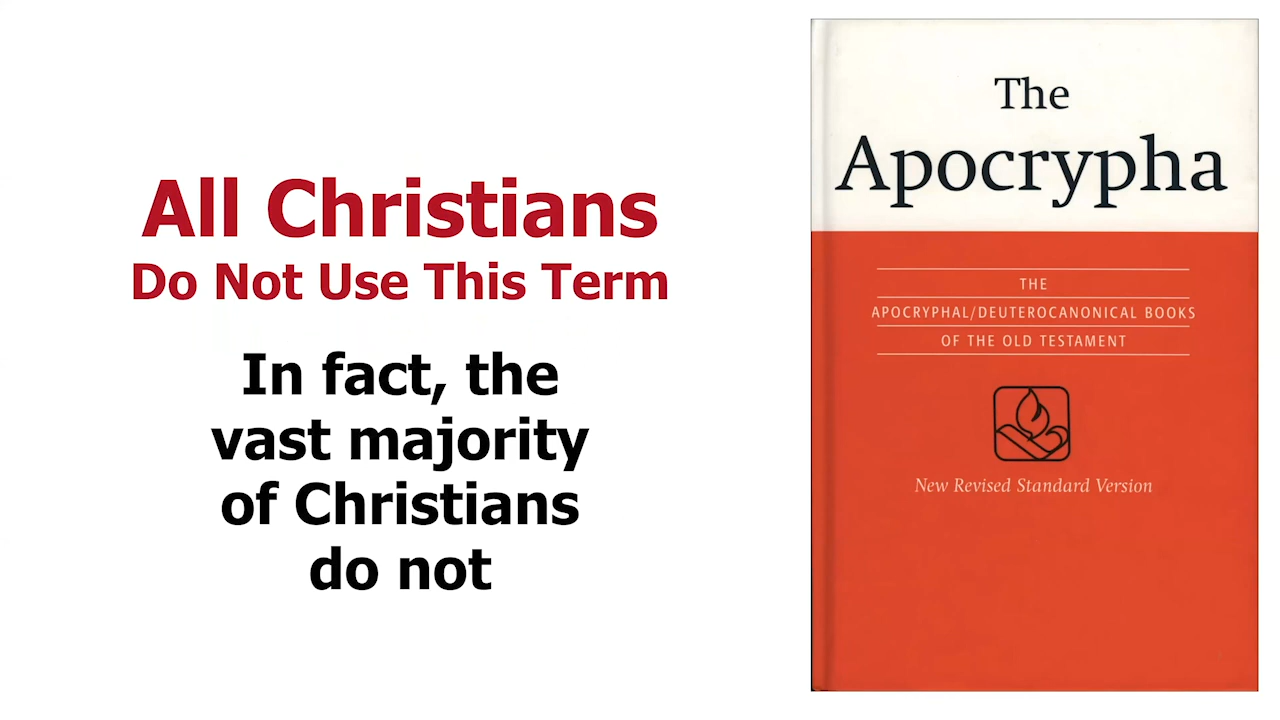 All Christians
Do Not Use This Term
In fact, the
vast majority
of Christians
do not
The
Apocrypha
THE
APOCRYPHAL/DEUTEROCANONICAL BOOKS
OF THE OLD TESTAMENT
New Revised Standard Version